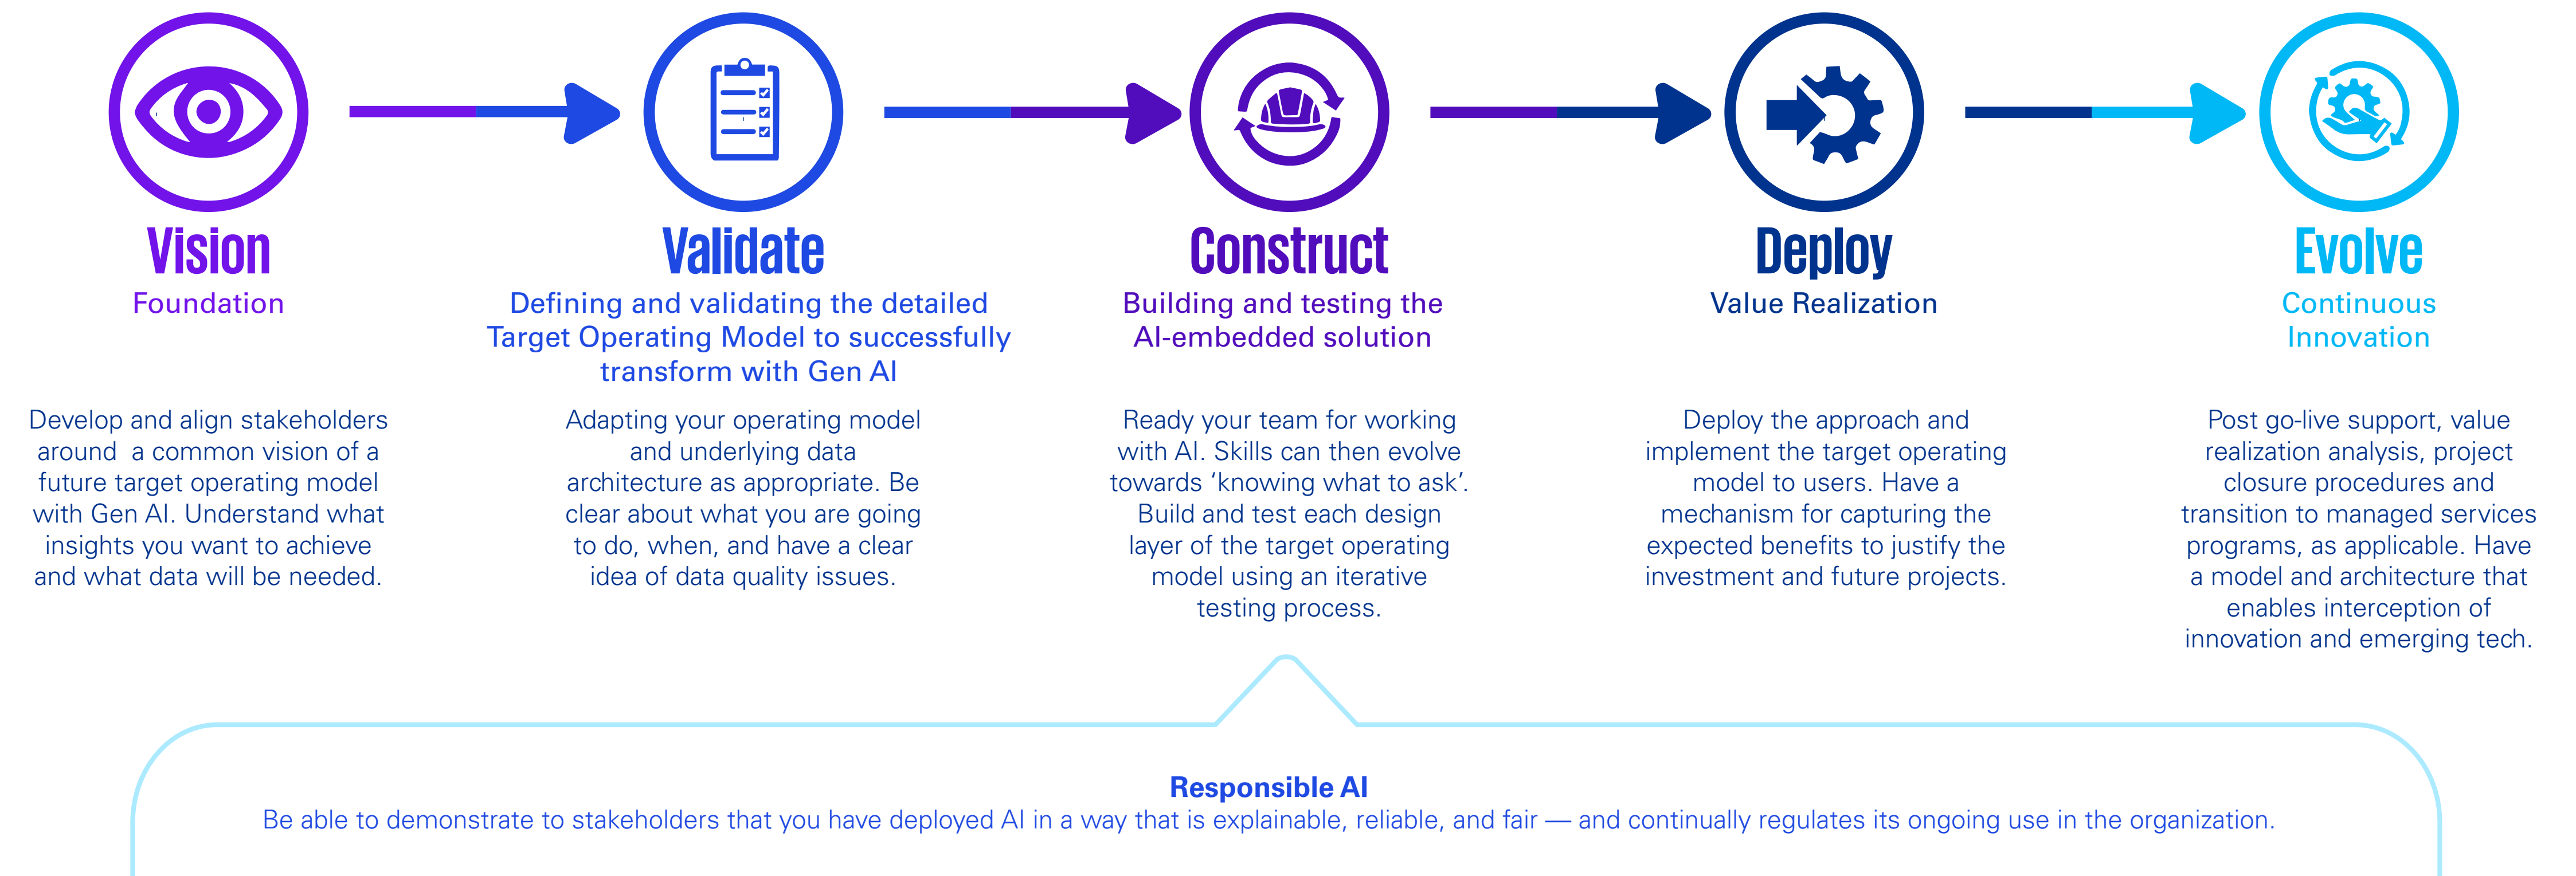 Vision
Foundation
Develop and align stakeholders
around  a common vision of a
future target operating model
with Gen AI. Understand what
insights you want to achieve
and what data will be needed.
Validate
Defining and validating the detailed
Target Operating Model to successfully
transform with Gen AI
Adapting your operating model
and underlying data
architecture as appropriate. Be
clear about what you are going
to do, when, and have a clear
idea of data quality issues.
Construct
Building and testing the
AI-embedded solution
Ready your team for working
with AI. Skills can then evolve
towards ‘knowing what to ask’.
Build and test each design
layer of the target operating
model using an iterative
testing process.
Deploy
Value Realization
Deploy the approach and
implement the target operating
model to users. Have a
mechanism for capturing the
expected benefits to justify the
investment and future projects.
Evolve
Continuous
Innovation
Post go-live support, value
realization analysis, project
closure procedures and
transition to managed services
programs, as applicable. Have
a model and architecture that
enables interception of
innovation and emerging tech.
Responsible AI
Be able to demonstrate to stakeholders that you have deployed AI in a way that is explainable, reliable, and fair — and continually regulates its ongoing use in the organization.